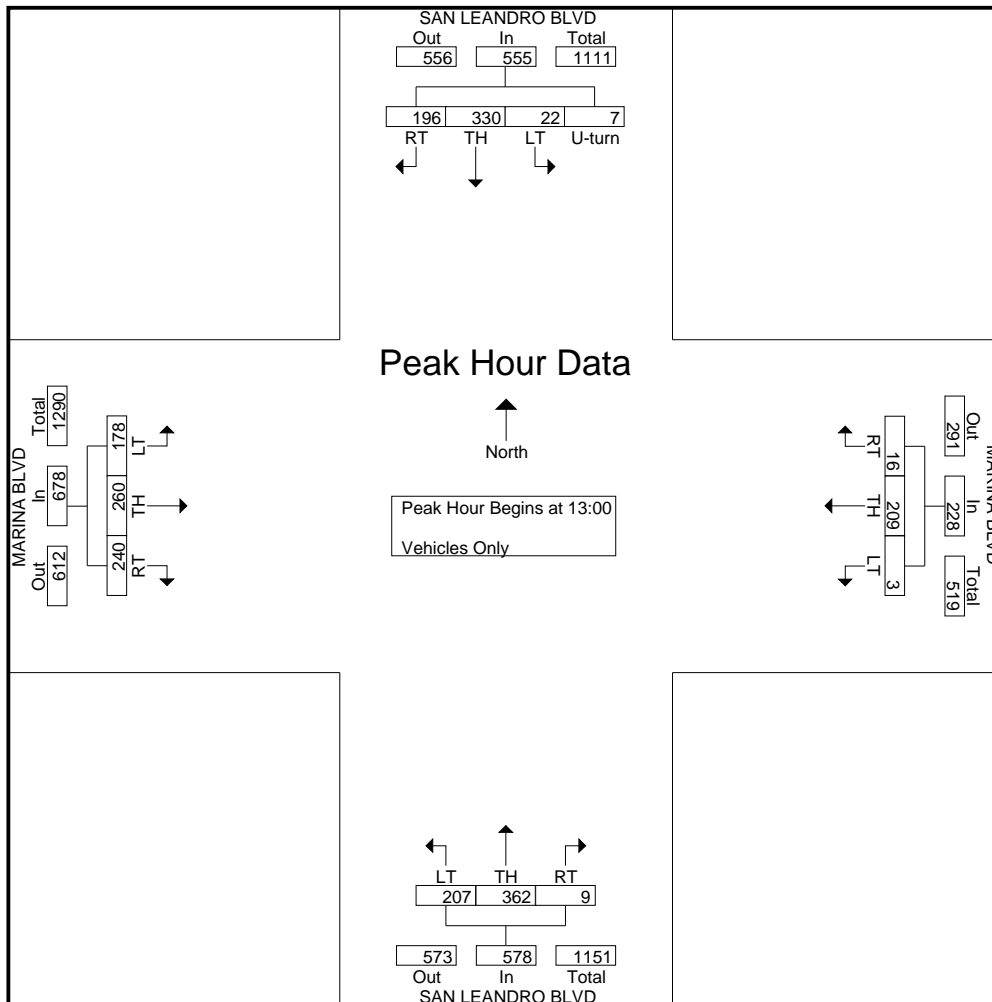 SAN LEANDRO BLVD
Out In Total
556 555 1111
196 330 22 7
RT TH LT U-turn
Peak Hour Data
North
Peak Hour Begins at 13:00
Vehicles Only
MARINA BLVD
Out In Total
612 678 1290
178 260 240
LT TH RT
MARINA BLVD
Out In Total
291 228 519
16 209 3
RT TH LT
LT TH RT
207 362 9
573 578 1151
Out In Total
SAN LEANDRO BLVD